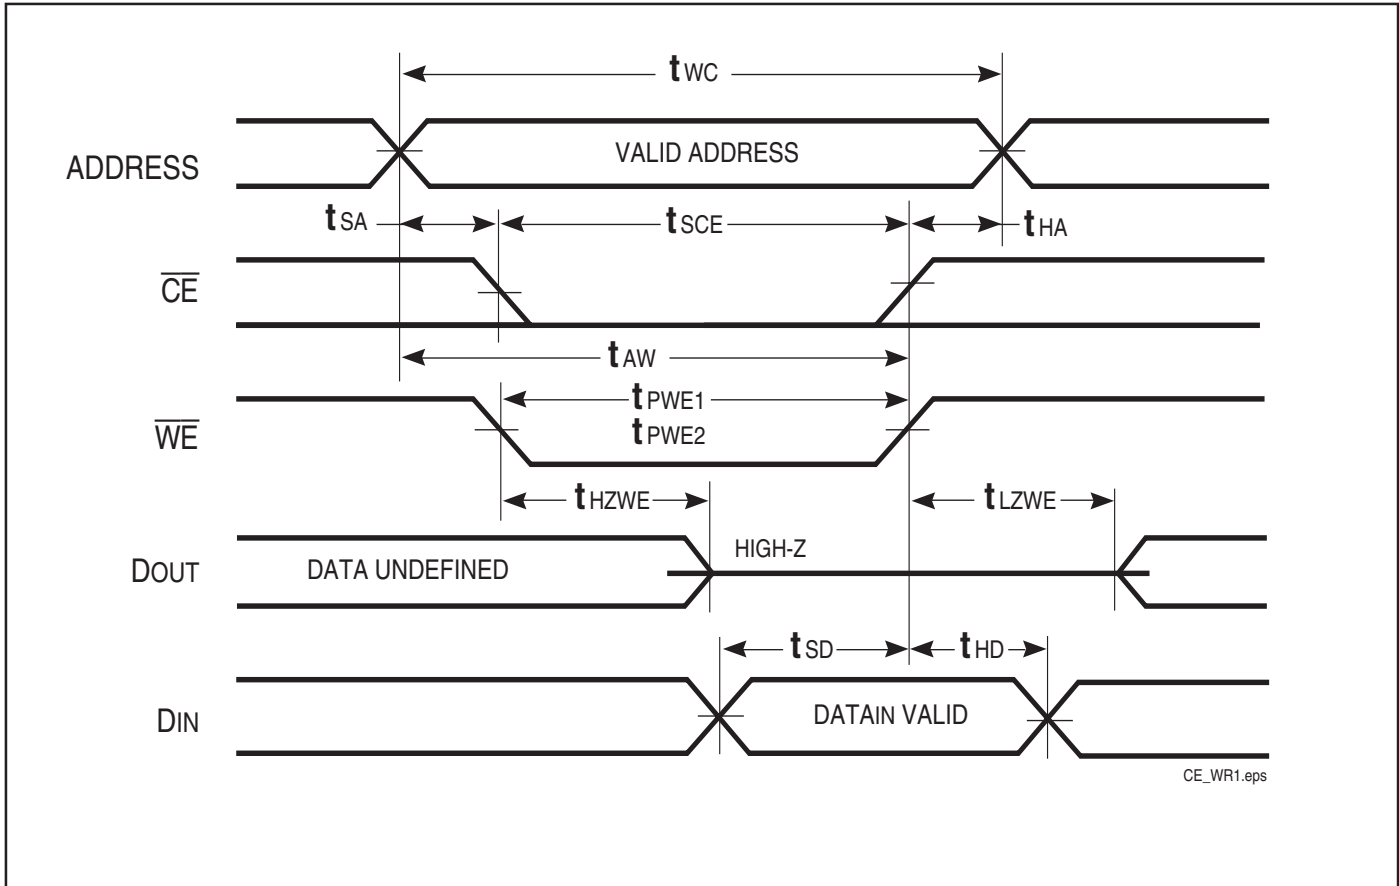 tWC
ADDRESS
VALID ADDRESS
tSA
tSCE
tHA
CE
tAW
tPWE1
WE
tPWE2
tHZWE
tLZWE
DOUT
DATA UNDEFINED
HIGH-Z
tSD
tHD
DIN
DATAIN VALID
CE_WR1.eps